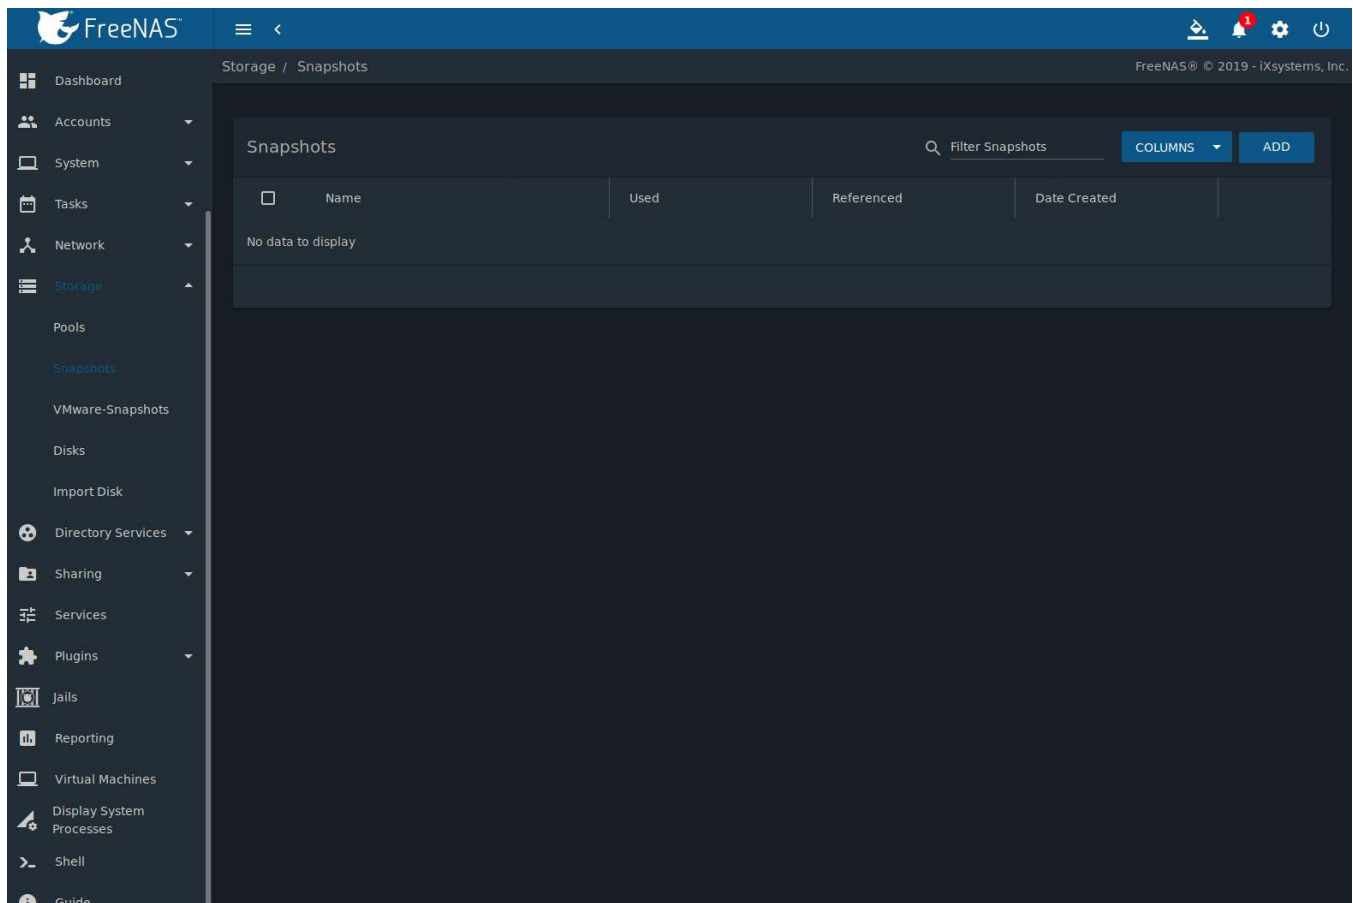 FreeNAS™
1
Storage / Snapshots
FreeNAS® © 2019 - iXsystems, Inc.
Dashboard
Accounts
System
Tasks
Network
Storage
Pools
Snapshots
VMware-Snapshots
Disks
Import Disk
Directory Services
Sharing
Services
Plugins
Jails
Reporting
Virtual Machines
Display System
Processes
Shell
Guide
Snapshots
Filter Snapshots
COLUMNS
ADD
Name Used Referenced Date Created
No data to display